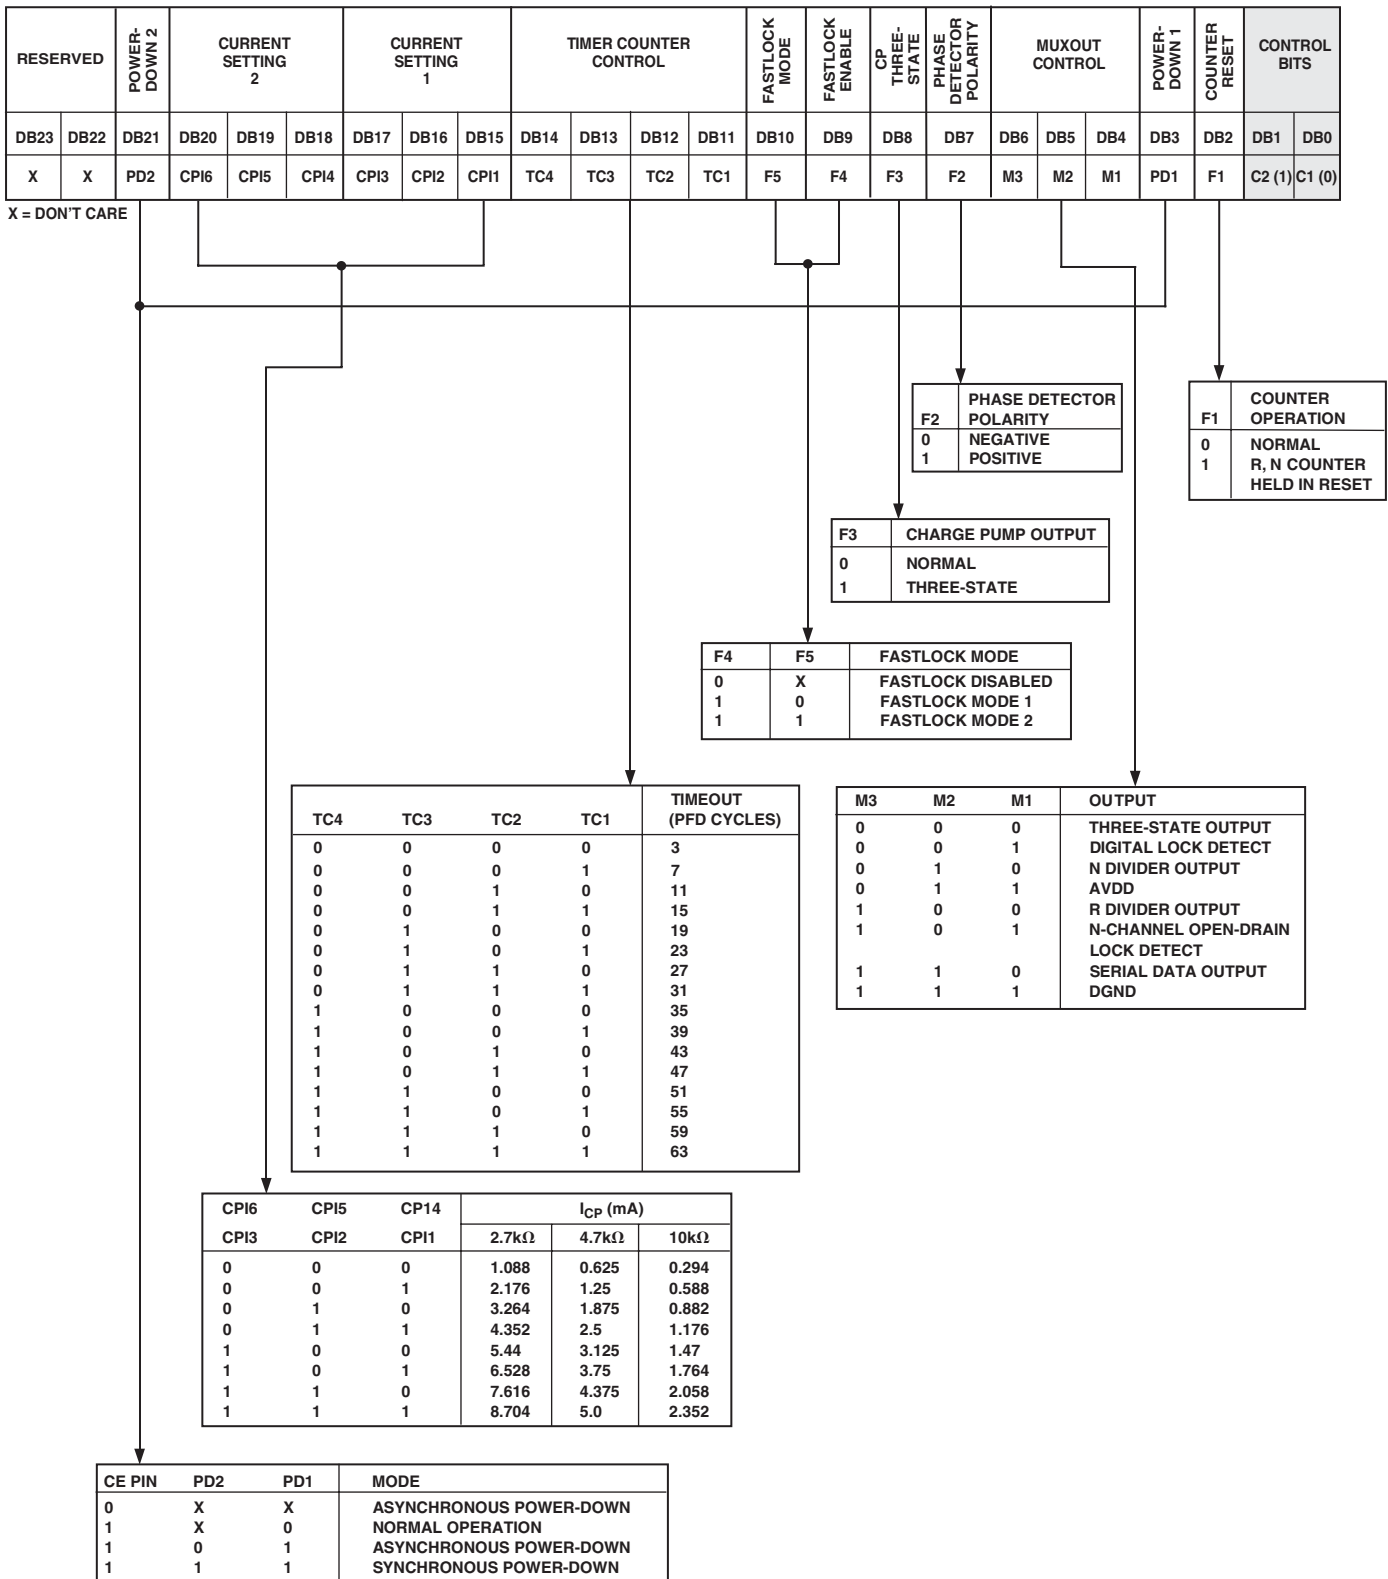 RESERVED
POWER-
DOWN 2
CURRENT
SETTING
2
CURRENT
SETTING
1
TIMER COUNTER
CONTROL
FASTLOCK
MODE
FASTLOCK
ENABLE
CP
THREE-
STATE
PHASE
DETECTOR
POLARITY
MUXOUT
CONTROL
POWER-
DOWN 1
COUNTER
RESET
CONTROL
BITS
DB23 DB22 DB21 DB20 DB19 DB18 DB17 DB16 DB15 DB14 DB13 DB12 DB11 DB10 DB9 DB8 DB7 DB6 DB5 DB4 DB3 DB2 DB1 DB0
X X PD2 CPI6 CPI5 CPI4 CPI3 CPI2 CPI1 TC4 TC3 TC2 TC1 F5 F4 F3 F2 M3 M2 M1 PD1 F1 C2 (1) C1 (0)
X = DON'T CARE
PHASE DETECTOR
F2 POLARITY
0 NEGATIVE
1 POSITIVE
COUNTER
F1 OPERATION
0 NORMAL
1 R, N COUNTER
HELD IN RESET
F3 CHARGE PUMP OUTPUT
0 NORMAL
1 THREE-STATE
F4 F5 FASTLOCK MODE
0 X FASTLOCK DISABLED
1 0 FASTLOCK MODE 1
1 1 FASTLOCK MODE 2
TIMEOUT
TC4 TC3 TC2 TC1 (PFD CYCLES)
0 0 0 0 3
0 0 0 1 7
0 0 1 0 11
0 0 1 1 15
0 1 0 0 19
0 1 0 1 23
0 1 1 0 27
0 1 1 1 31
1 0 0 0 35
1 0 0 1 39
1 0 1 0 43
1 0 1 1 47
1 1 0 0 51
1 1 0 1 55
1 1 1 0 59
1 1 1 1 63
M3 M2 M1 OUTPUT
0 0 0 THREE-STATE OUTPUT
0 0 1 DIGITAL LOCK DETECT
0 1 0 N DIVIDER OUTPUT
0 1 1 AVDD
1 0 0 R DIVIDER OUTPUT
1 0 1 N-CHANNEL OPEN-DRAIN
LOCK DETECT
1 1 0 SERIAL DATA OUTPUT
1 1 1 DGND
CPI6 CPI5 CP14 ICP (mA)
CPI3 CPI2 CPI1 2.7kΩ 4.7kΩ 10kΩ
0 0 0 1.088 0.625 0.294
0 0 1 2.176 1.25 0.588
0 1 0 3.264 1.875 0.882
0 1 1 4.352 2.5 1.176
1 0 0 5.44 3.125 1.47
1 0 1 6.528 3.75 1.764
1 1 0 7.616 4.375 2.058
1 1 1 8.704 5.0 2.352
CE PIN PD2 PD1 MODE
0 X X ASYNCHRONOUS POWER-DOWN
1 X 0 NORMAL OPERATION
1 0 1 ASYNCHRONOUS POWER-DOWN
1 1 1 SYNCHRONOUS POWER-DOWN